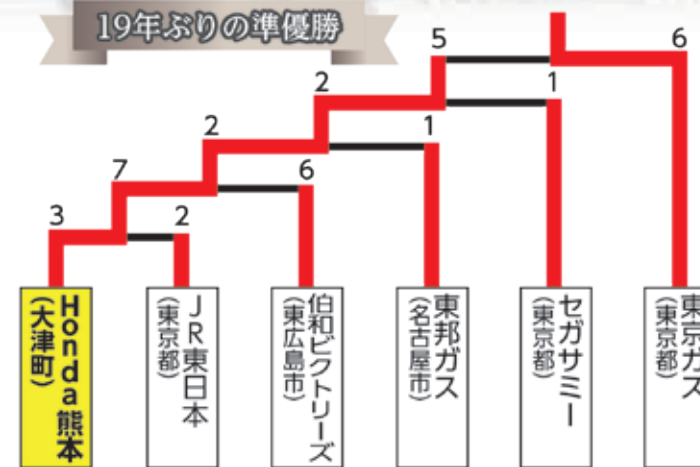 19年ぶりの準優勝
5
6
2
1
2
1
7
6
3
2
Honda熊本
(大津町)
JR東日本
(東京都)
伯和ビクトリーズ
(東広島市)
東邦ガス
(名古屋市)
セガサミー
(東京都)
東京ガス
(東京都)